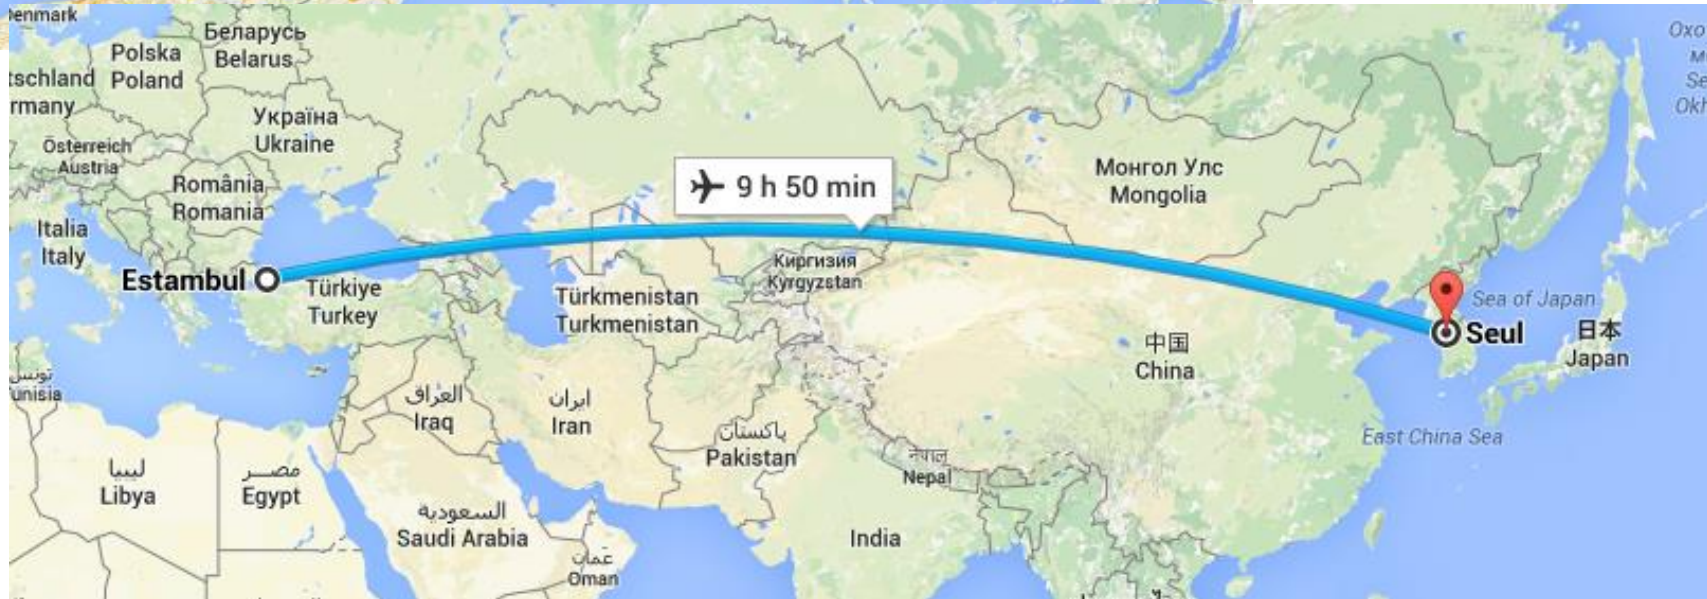 enmark
Беларусь
Belarus
Polska
Poland
tschland
rmany
Україна
Ukraine
Österreich
Austria
România
Romania
Italia
Italy
Estambul
Türkiye
Turkey
9 h 50 min
Монгол Улс
Mongolia
Киргизия
Kyrgyzstan
Türkmenistan
Turkmenistan
Sea of Japan
Seul
日本
Japan
中国
China
تونس
unisia
العراق
Iraq
ایران
Iran
پاکستان
Pakistan
नेपाल
Nepal
East China Sea
ليبيا
Libya
مصر
Egypt
السعودية
Saudi Arabia
عمان
Oman
India
Охо
м
Se
Okh